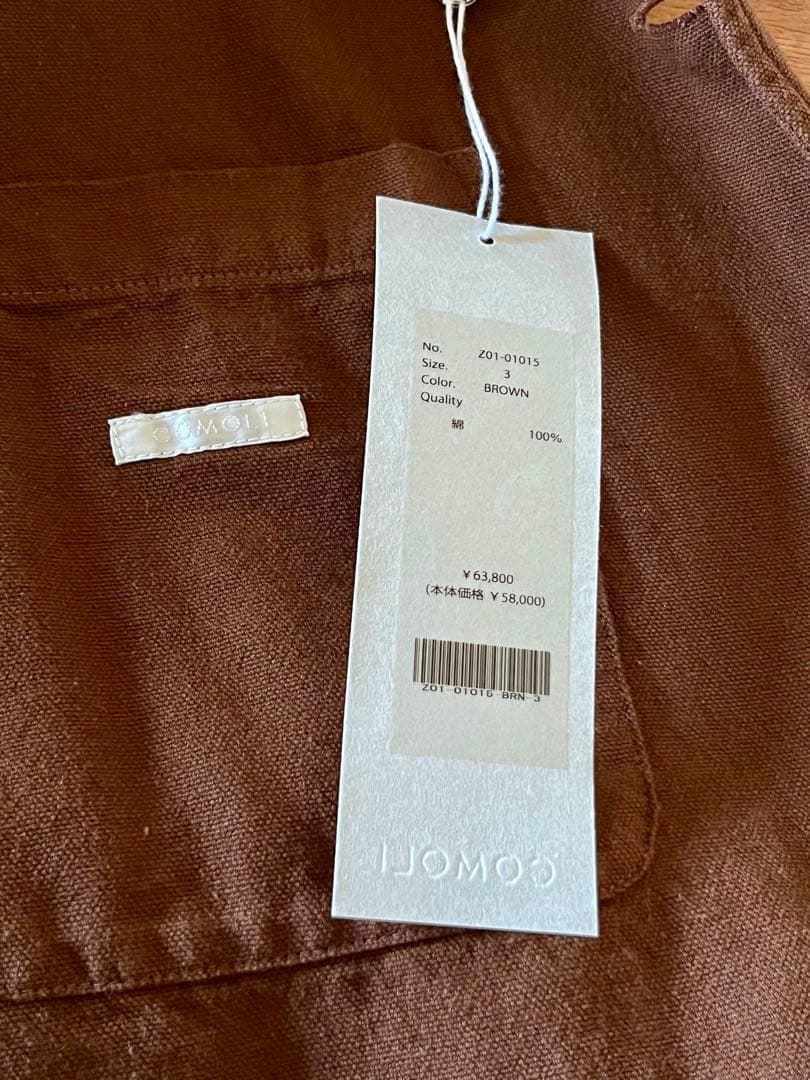 No. Z01-01015
Size. 3
Color. BROWN
Quality
綿 100%
¥63,800
(本体価格 ¥58,000)
Z01-01015 BRN 3
COMOLI
COMOLI